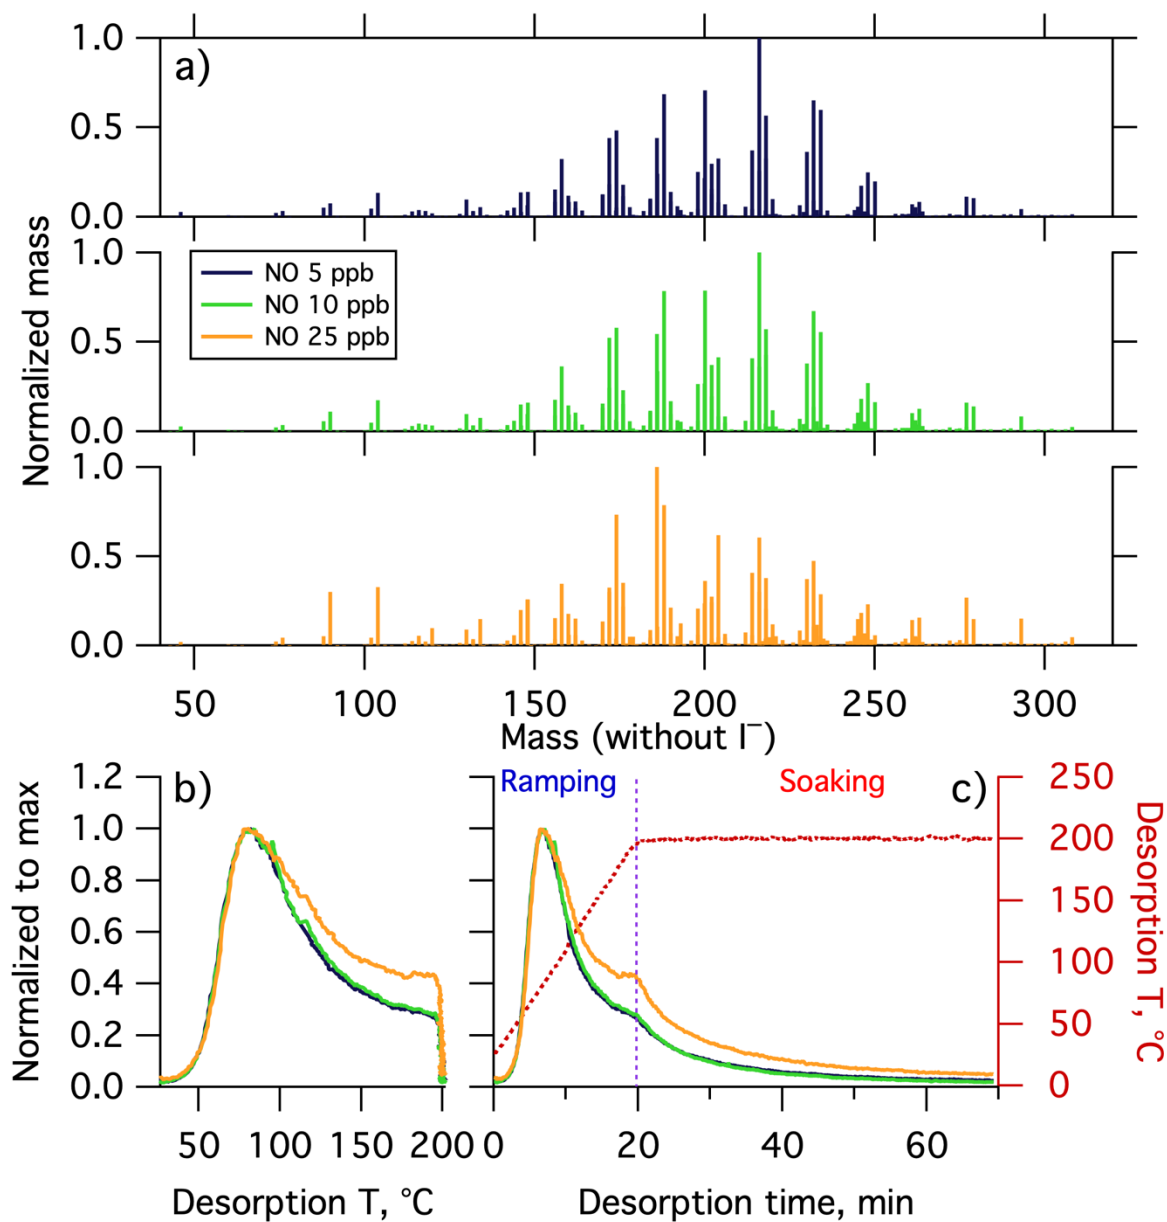 a)
1.0
0.5
0.0
Normalized mass
1.0
0.5
0.0
NO 5 ppb
NO 10 ppb
NO 25 ppb
1.0
0.5
0.0
50 100 150 200 250 300
Mass (without I⁻)
b)
Normalized to max
1.2
1.0
0.8
0.6
0.4
0.2
0.0
50 100 150 200
Desorption T, °C
Ramping Soaking c)
0 20 40 60
Desorption time, min
250
200
150
100
50
0
Desorption T, °C